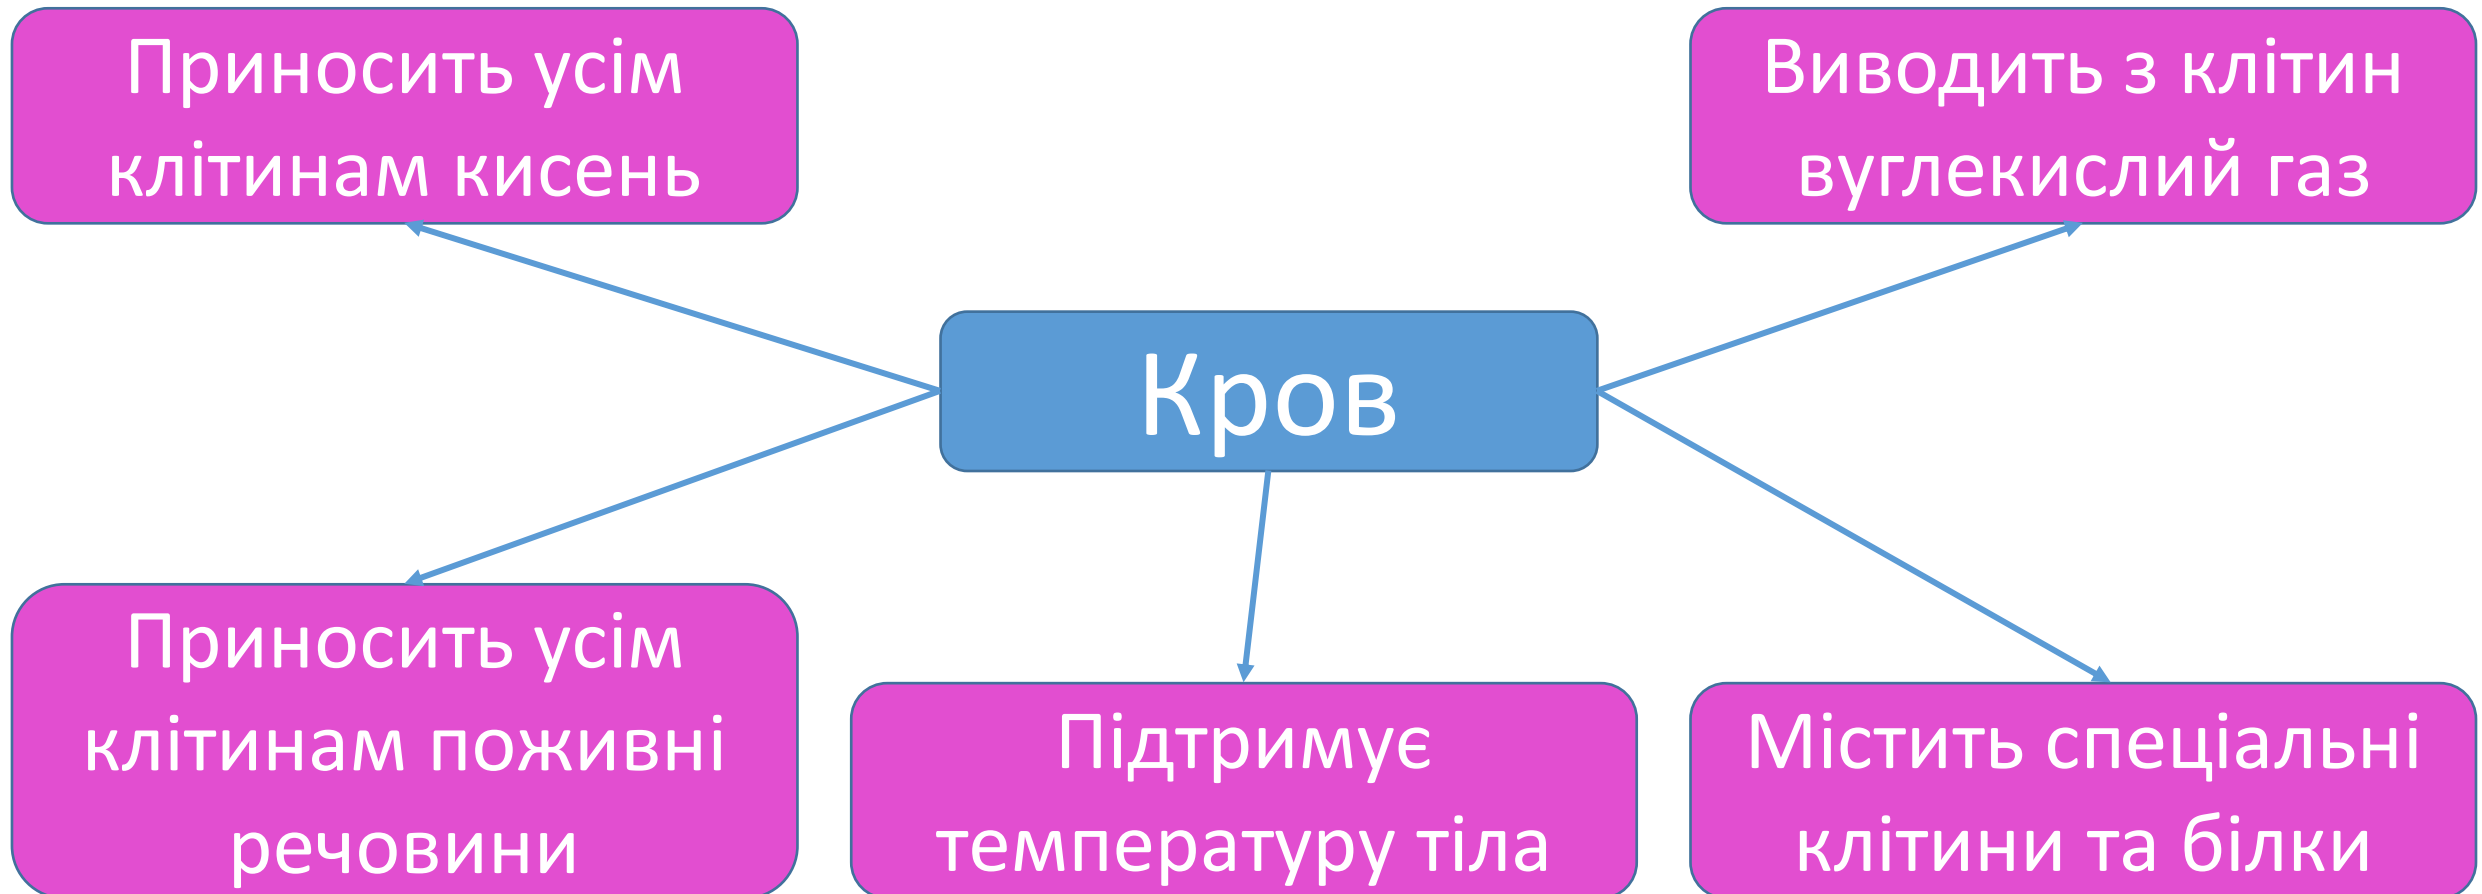 Приносить усім
клітинам кисень
Виводить з клітин
вуглекислий газ
Кров
Приносить усім
клітинам поживні
речовини
Підтримує
температуру тіла
Містить спеціальні
клітини та білки